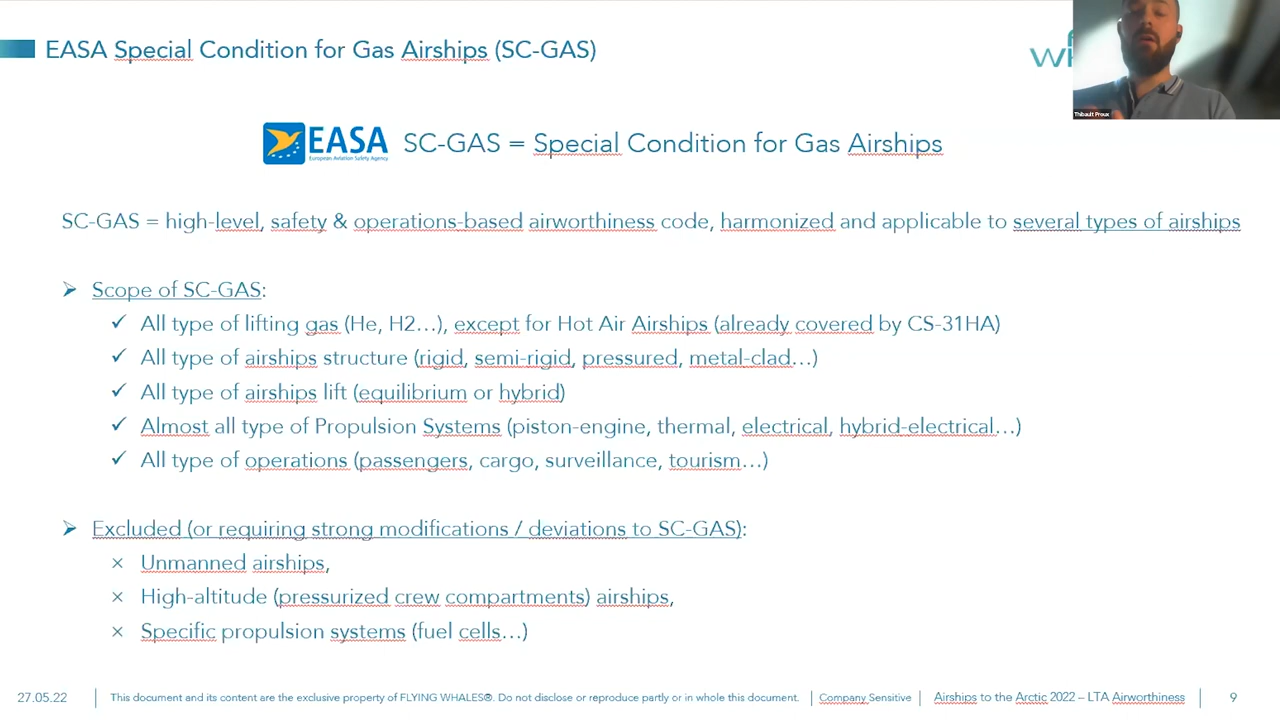 EASA Special Condition for Gas Airships (SC-GAS)
Thibault Proux
EASA
European Aviation Safety Agency
SC-GAS = Special Condition for Gas Airships
SC-GAS = high-level, safety & operations-based airworthiness code, harmonized and applicable to several types of airships
➢ Scope of SC-GAS:
✓ All type of lifting gas (He, H2…), except for Hot Air Airships (already covered by CS-31HA)
✓ All type of airships structure (rigid, semi-rigid, pressured, metal-clad…)
✓ All type of airships lift (equilibrium or hybrid)
✓ Almost all type of Propulsion Systems (piston-engine, thermal, electrical, hybrid-electrical…)
✓ All type of operations (passengers, cargo, surveillance, tourism…)
➢ Excluded (or requiring strong modifications / deviations to SC-GAS):
× Unmanned airships,
× High-altitude (pressurized crew compartments) airships,
× Specific propulsion systems (fuel cells…)
27.05.22 | This document and its content are the exclusive property of FLYING WHALES®. Do not disclose or reproduce partly or in whole this document. | Company Sensitive | Airships to the Arctic 2022 – LTA Airworthiness | 9